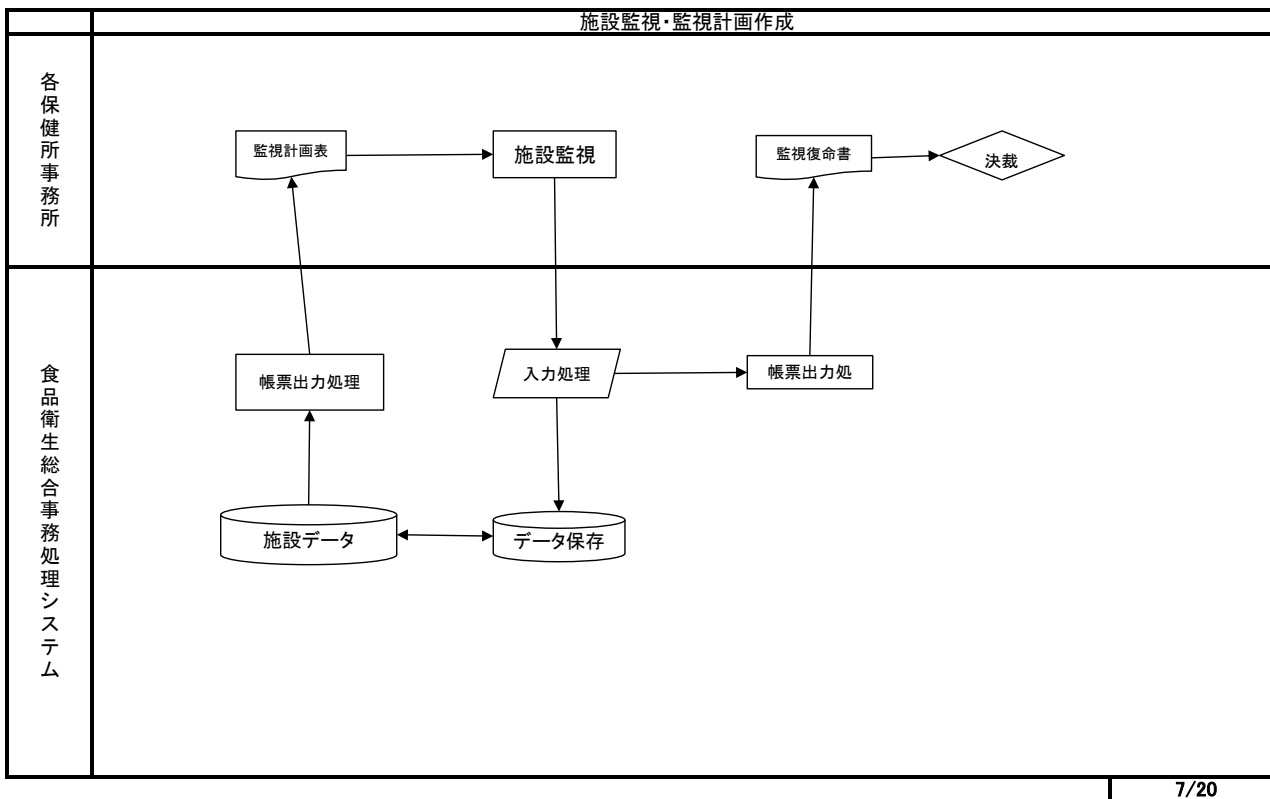 施設監視・監視計画作成
各保健所事務所
監視計画表
施設監視
監視復命書
決裁
食品衛生総合事務処理システム
帳票出力処理
入力処理
帳票出力処
施設データ
データ保存
7/20